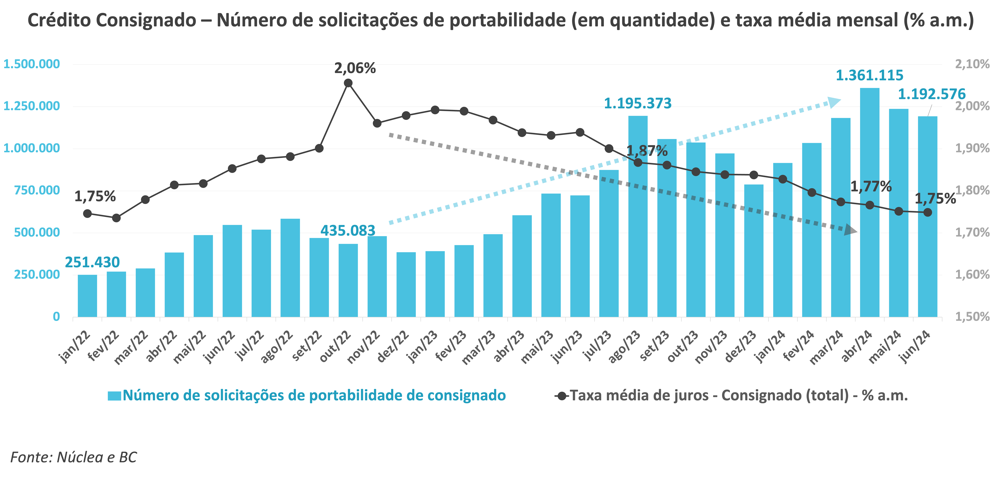 Crédito Consignado – Número de solicitações de portabilidade (em quantidade) e taxa média mensal (% a.m.)
1.500.000
1.250.000
1.000.000
750.000
500.000
250.000
0
2,10%
2,00%
1,90%
1,80%
1,70%
1,60%
1,50%
2,06%
1.361.115
1.192.576
1.195.373
1,87%
1,77%
1,75%
1,75%
435.083
251.430
jan/22
fev/22
mar/22
abr/22
mai/22
jun/22
jul/22
ago/22
set/22
out/22
nov/22
dez/22
jan/23
fev/23
mar/23
abr/23
mai/23
jun/23
jul/23
ago/23
set/23
out/23
nov/23
dez/23
jan/24
fev/24
mar/24
abr/24
mai/24
jun/24
Número de solicitações de portabilidade de consignado
Taxa média de juros - Consignado (total) - % a.m.
Fonte: Núclea e BC